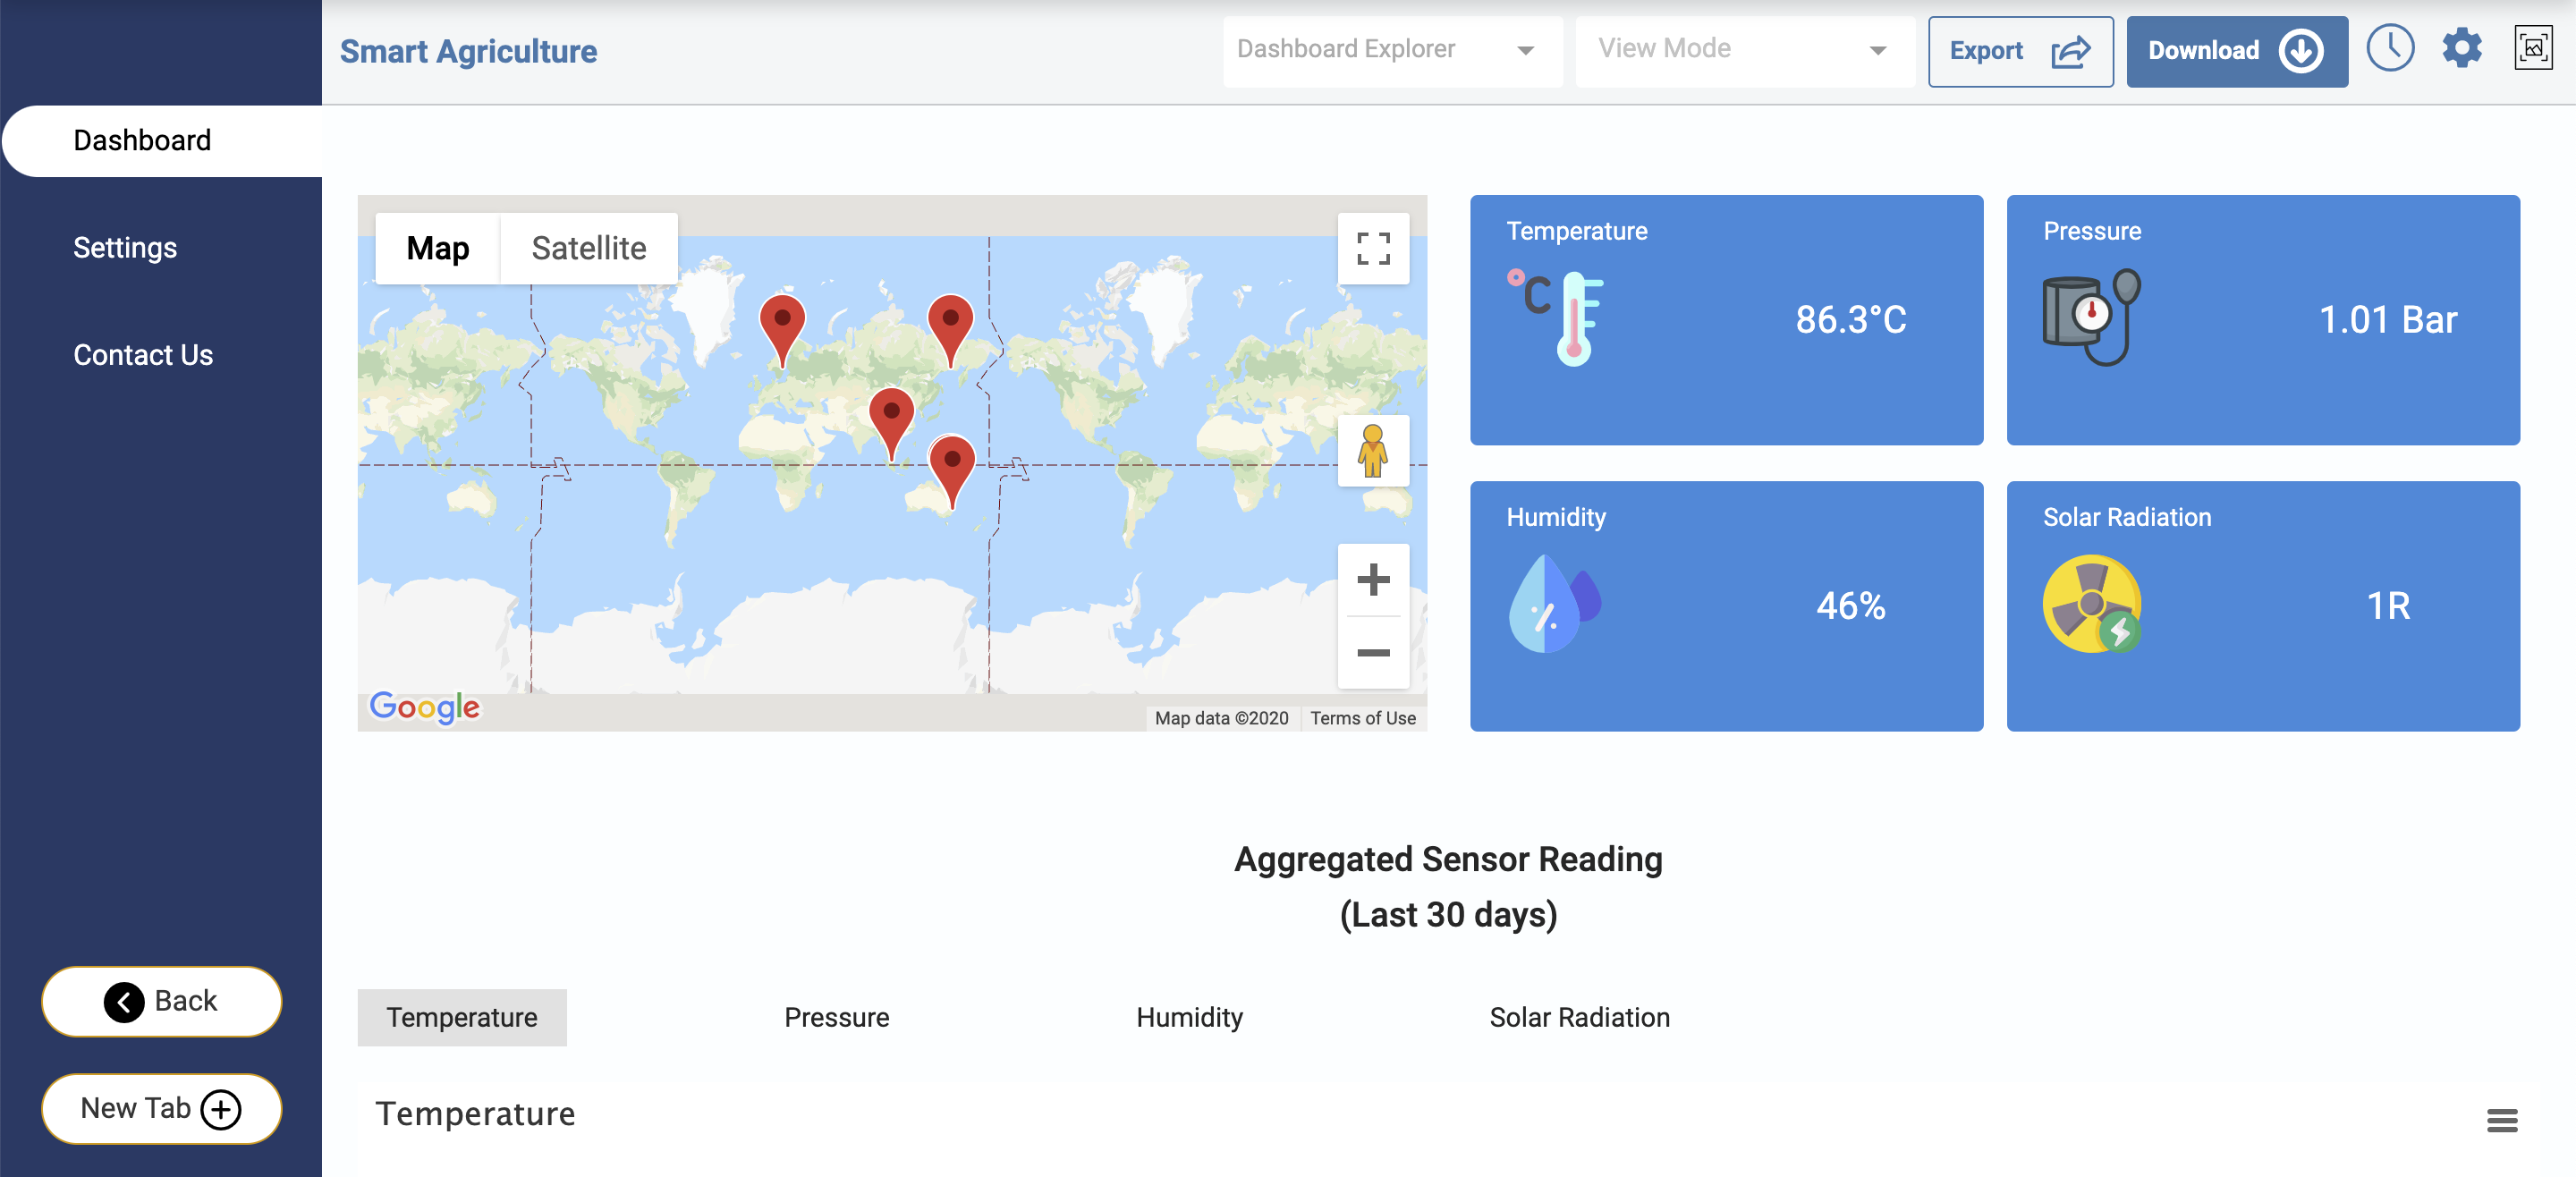 Smart Agriculture
Dashboard Explorer
View Mode
Export
Download
Dashboard
Settings
Contact Us
Back
New Tab
Map
Satellite
Google
Map data ©2020
Terms of Use
Temperature
°C
86.3°C
Pressure
1.01 Bar
Humidity
%
46%
Solar Radiation
1R
Aggregated Sensor Reading
(Last 30 days)
Temperature
Pressure
Humidity
Solar Radiation
Temperature